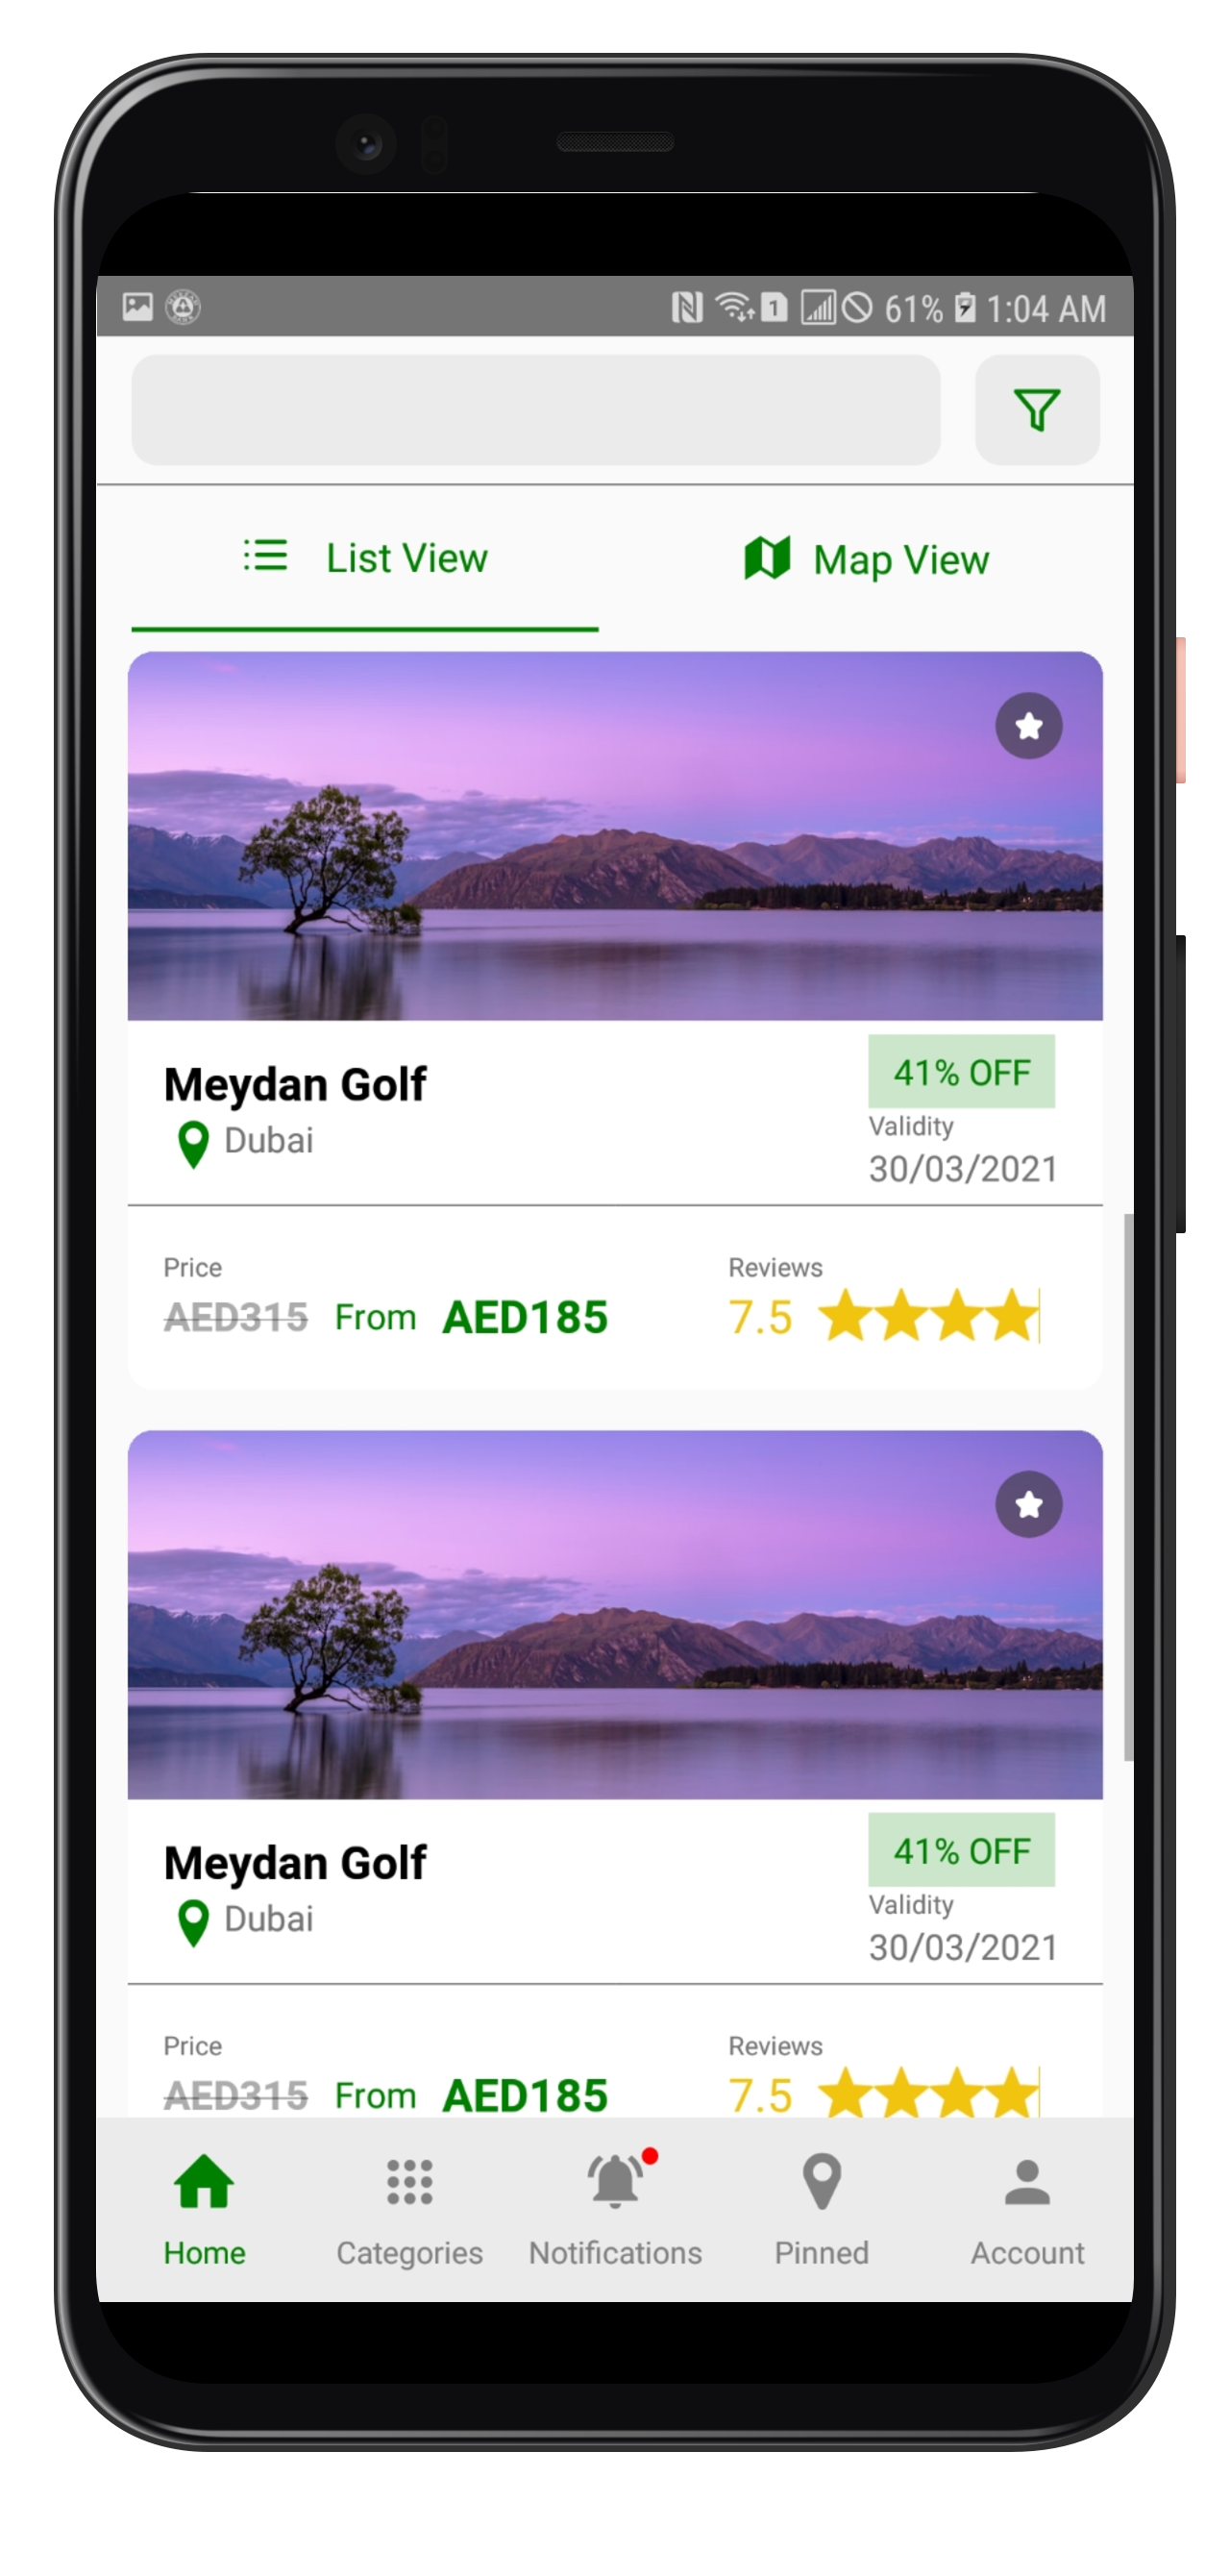 1 61% 1:04 AM
List View Map View
Meydan Golf 41% OFF
Dubai Validity
30/03/2021
Price Reviews
AED315 From AED185 7.5
Meydan Golf 41% OFF
Dubai Validity
30/03/2021
Price Reviews
AED315 From AED185 7.5
Home Categories Notifications Pinned Account